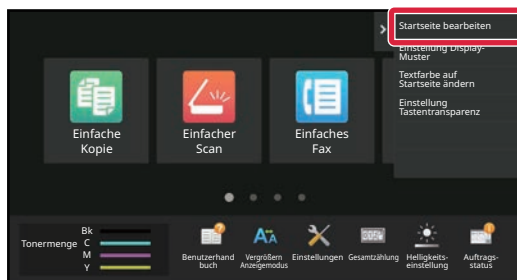 Startseite bearbeiten
Einstellung Display-
Muster
Textfarbe auf
Startseite ändern
Einstellung
Tastentransparenz
Einfache
Kopie
Einfacher
Scan
Einfaches
Fax
Tonermenge
Bk
C
M
Y
Benutzerhand
buch
Vergrößern
Anzeigemodus
Einstellungen
Gesamtzählung
Helligkeits-
einstellung
Auftrags-
status